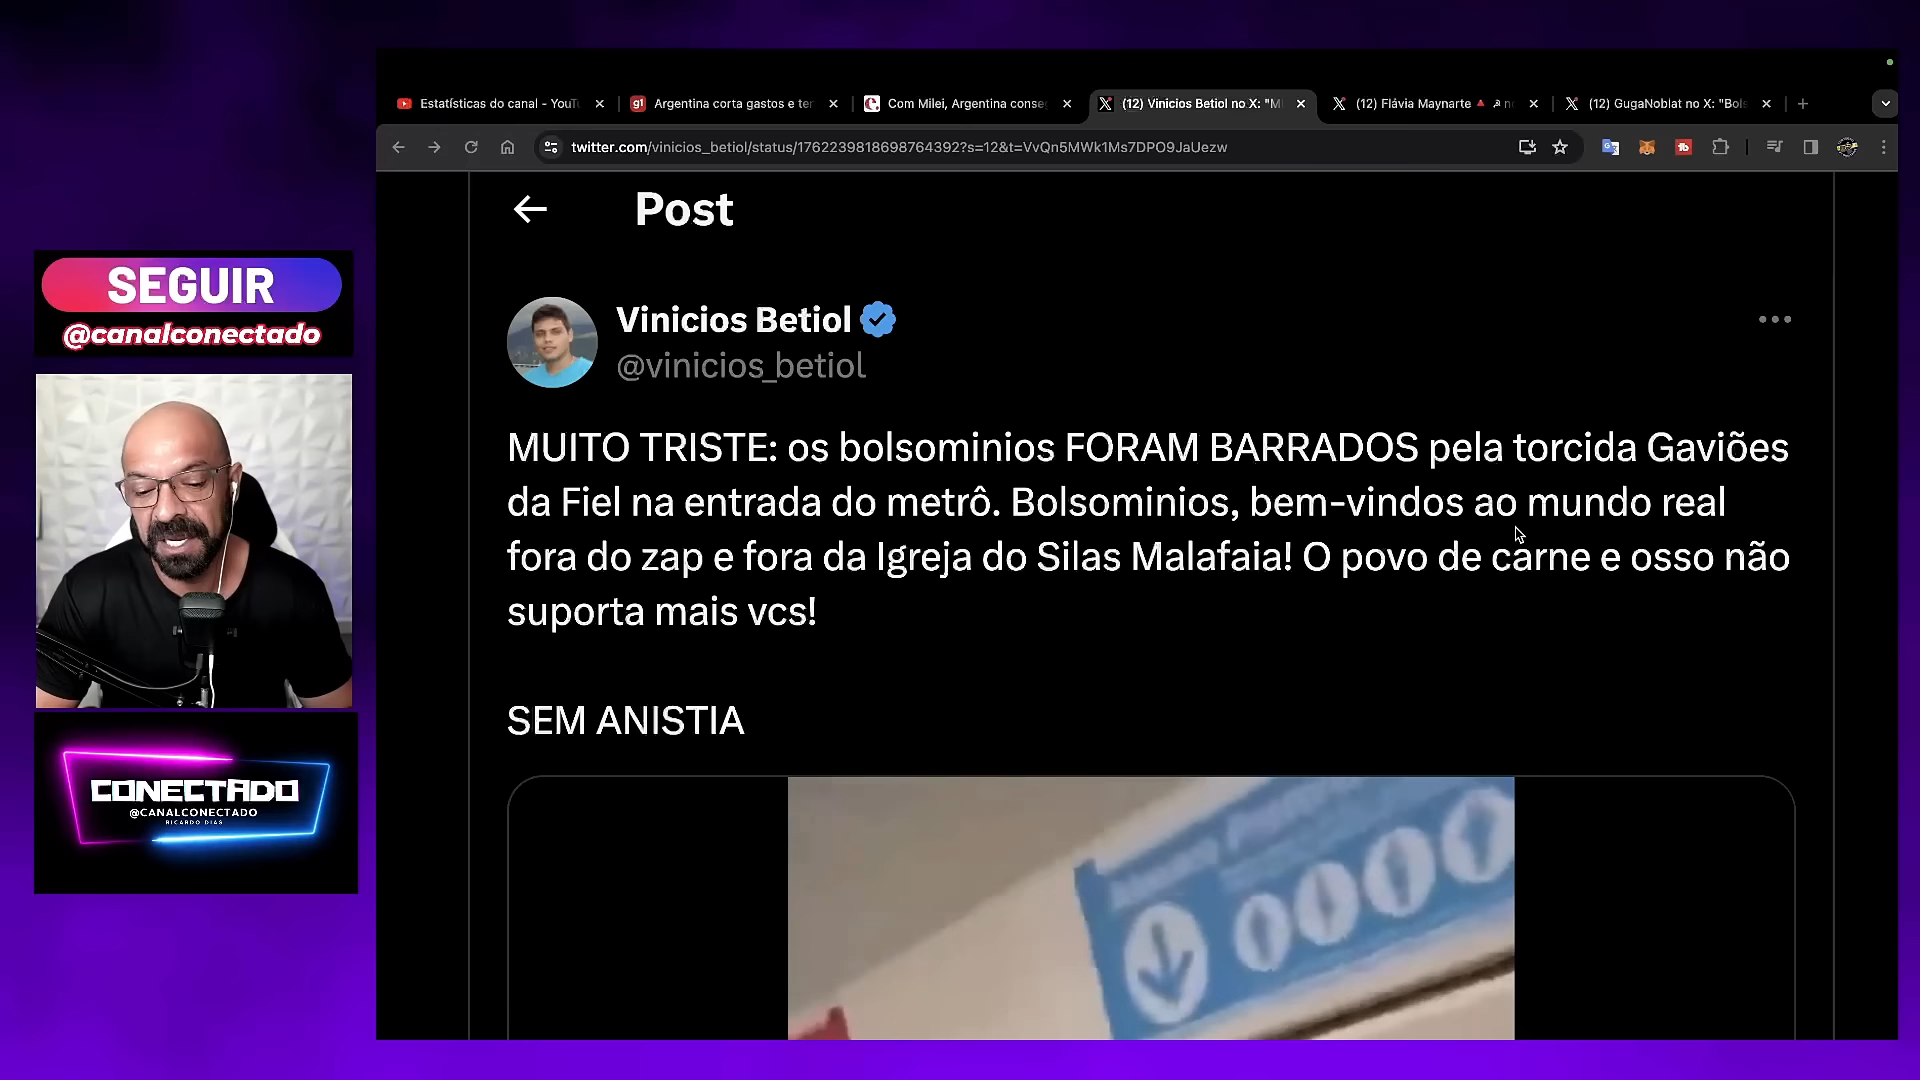 Estatísticas do canal - YouTu
g1 Argentina corta gastos e ter
Com Milei, Argentina conse
(12) Vinicios Betiol no X: "M
(12) Flávia Maynarte
(12) GugaNoblat no X: "Bols
twitter.com/vinicios_betiol/status/1762239818698764392?s=12&t=VvQn5MWk1Ms7DPO9JaUezw
Post
SEGUIR
@canalconectado
Vinicios Betiol
@vinicios_betiol
MUITO TRISTE: os bolsominios FORAM BARRADOS pela torcida Gaviões
da Fiel na entrada do metrô. Bolsominios, bem-vindos ao mundo real
fora do zap e fora da Igreja do Silas Malafaia! O povo de carne e osso não
suporta mais vcs!
SEM ANISTIA
CONECTADO
@CANALCONECTADO
RICARDO DIAS